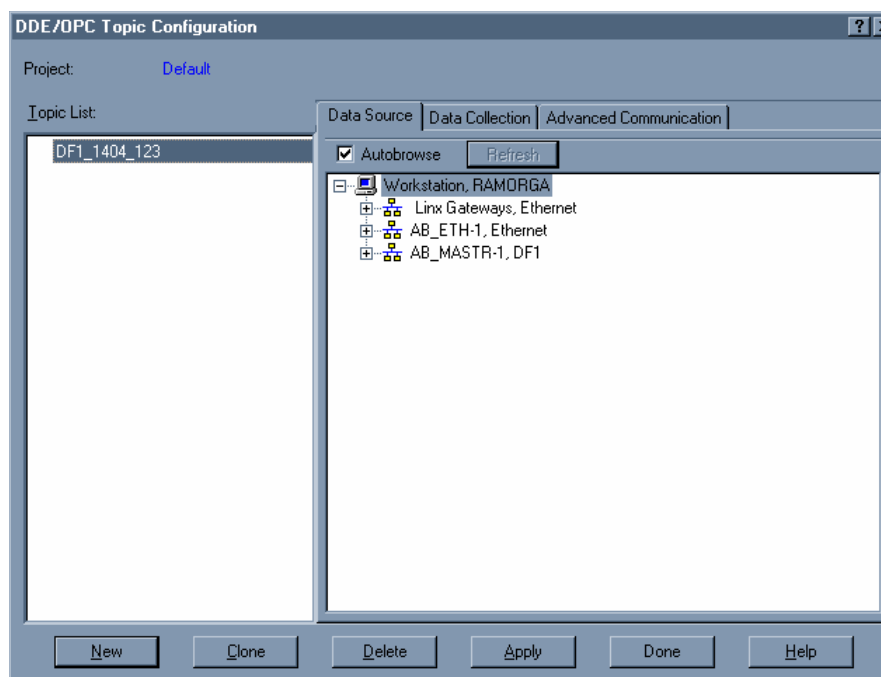 DDE/OPC Topic Configuration
Project: Default
Topic List:
DF1_1404_123
Data Source Data Collection Advanced Communication
Autobrowse Refresh
Workstation, RAMORGA
Linx Gateways, Ethernet
AB_ETH-1, Ethernet
AB_MASTR-1, DF1
New Clone Delete Apply Done Help